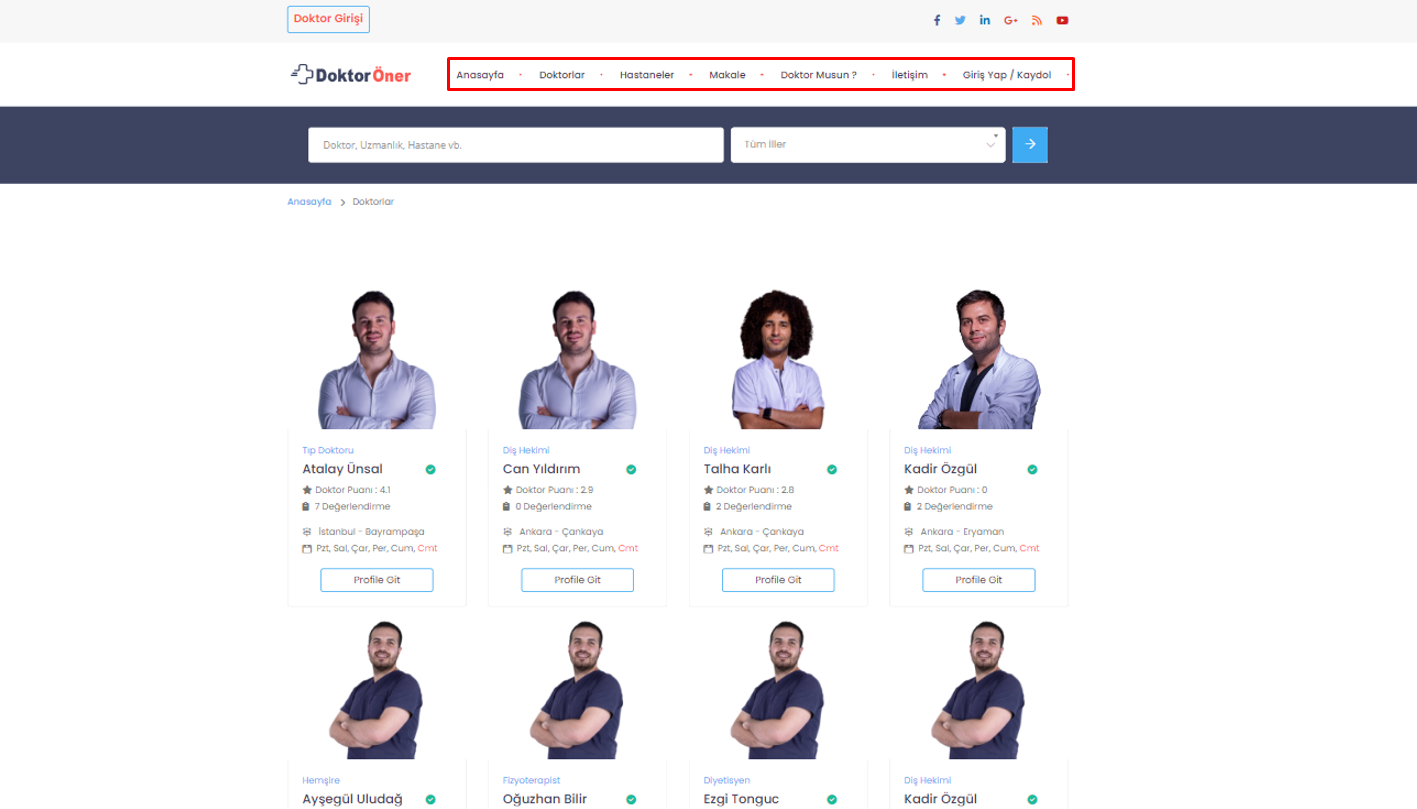 Doktor Girişi
DoktorÖner
Anasayfa Doktorlar Hastaneler Makale Doktor Musun ? İletişim Giriş Yap / Kaydol
Doktor, Uzmanlık, Hastane vb. Tüm İller
Anasayfa > Doktorlar
Tıp Doktoru Diş Hekimi Diş Hekimi Diş Hekimi
Atalay Ünsal Can Yıldırım Talha Karlı Kadir Özgül
Doktor Puanı : 4.1 Doktor Puanı : 2.9 Doktor Puanı : 2.8 Doktor Puanı : 0
7 Değerlendirme 0 Değerlendirme 2 Değerlendirme 2 Değerlendirme
İstanbul - Bayrampaşa Ankara - Çankaya Ankara - Çankaya Ankara - Eryaman
Pzt, Sal, Çar, Per, Cum, Cmt Pzt, Sal, Çar, Per, Cum, Cmt Pzt, Sal, Çar, Per, Cum, Cmt Pzt, Sal, Çar, Per, Cum, Cmt
Profile Git Profile Git Profile Git Profile Git
Hemşire Fizyoterapist Diyetisyen Diş Hekimi
Ayşegül Uludağ Oğuzhan Bilir Ezgi Tonguc Kadir Özgül